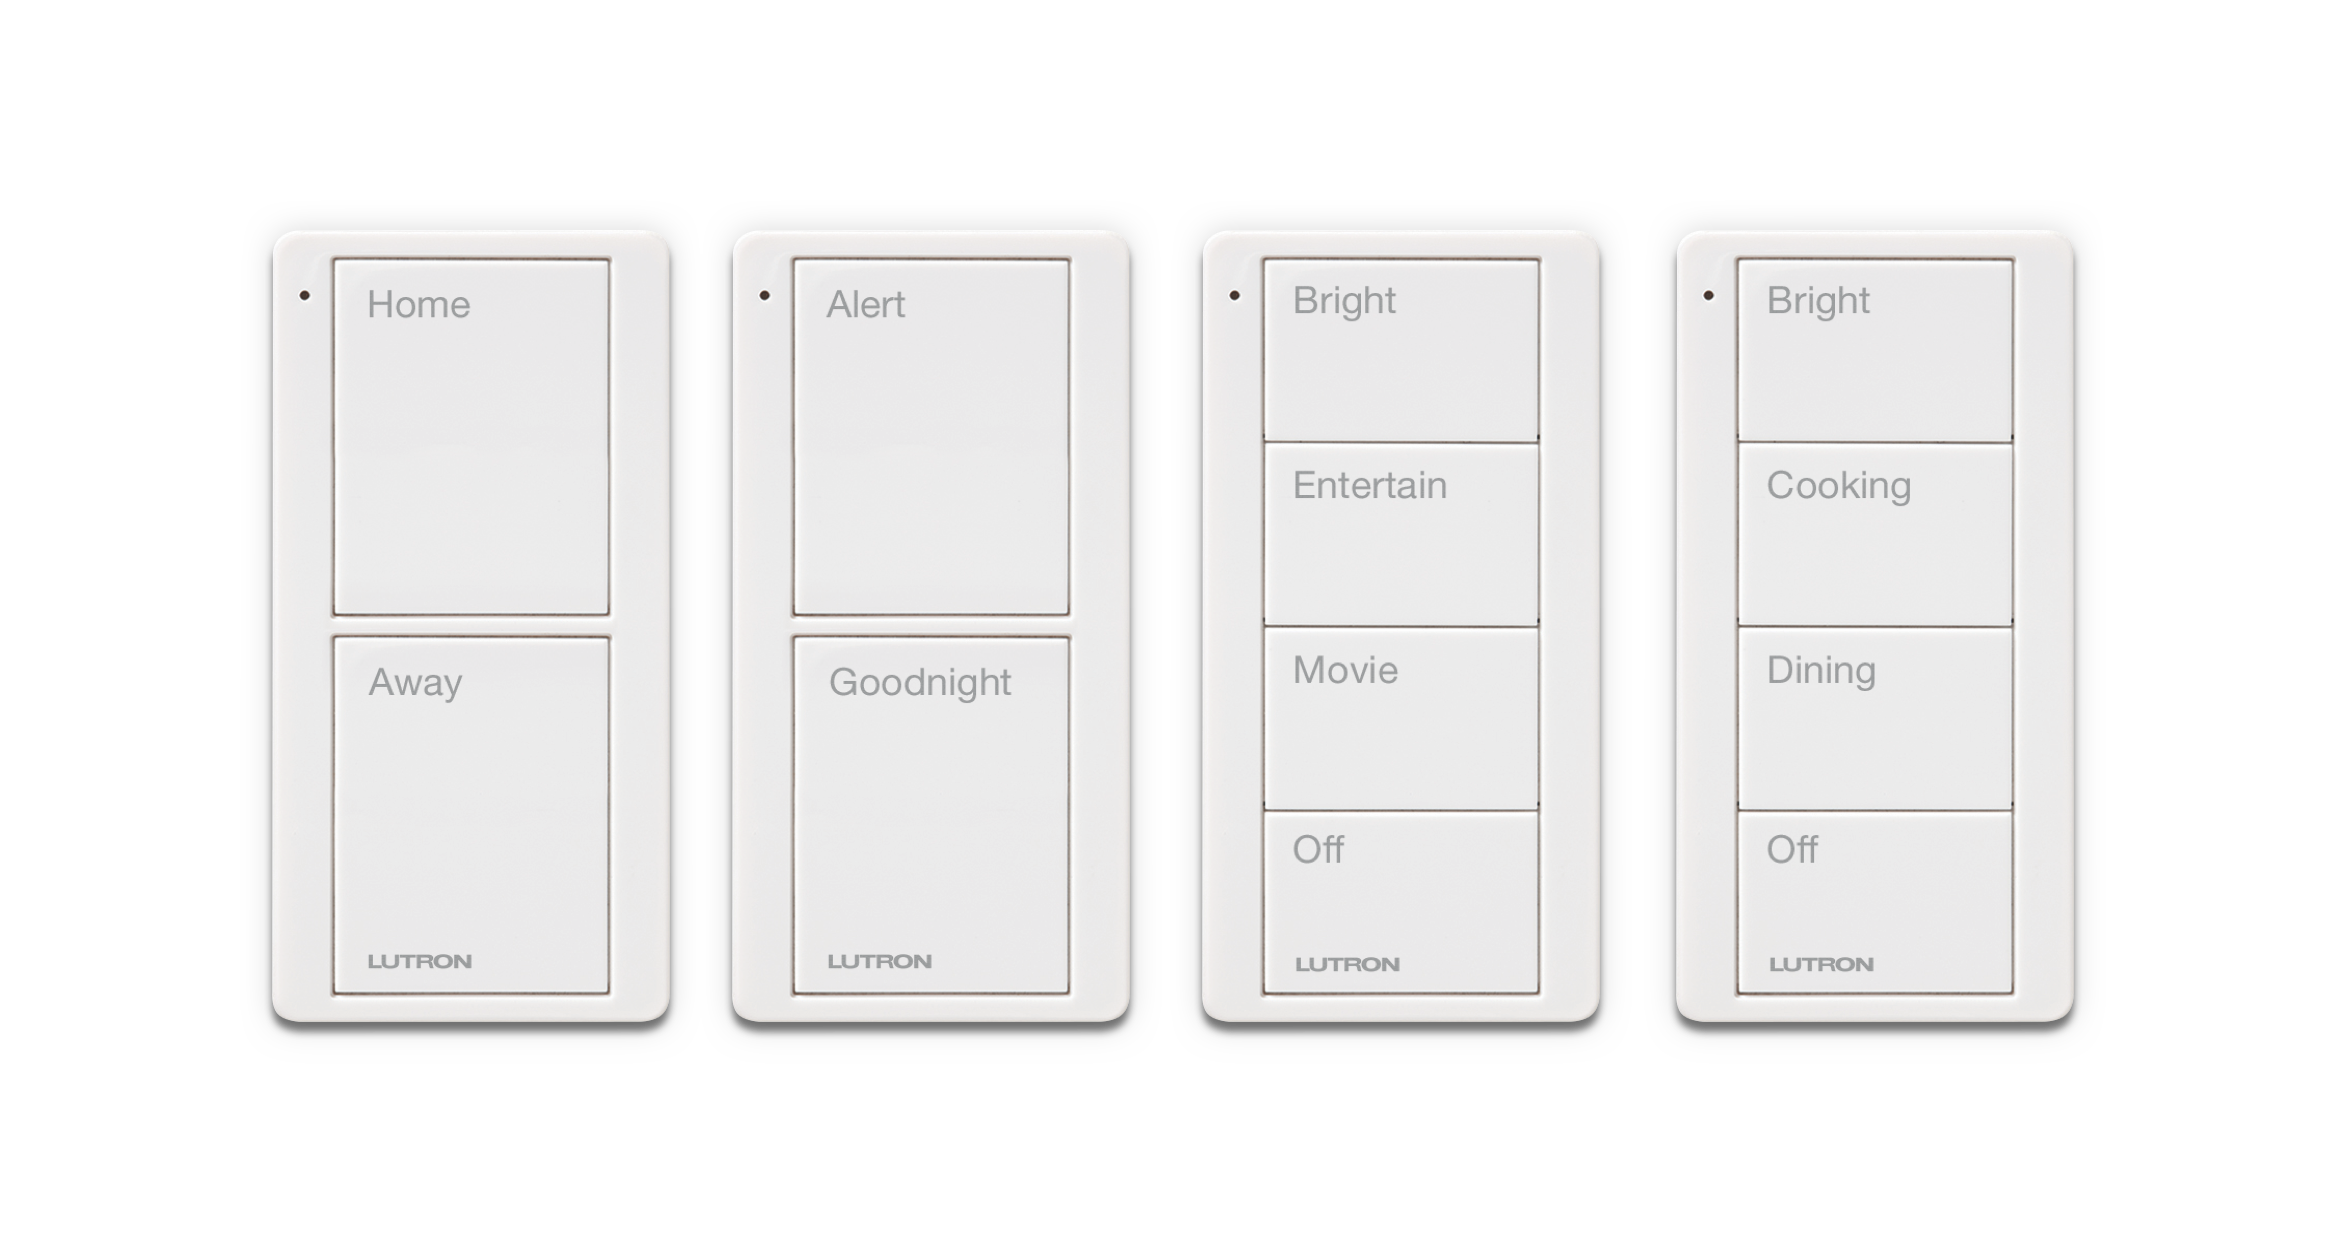 Home
Away
LUTRON
Alert
Goodnight
LUTRON
Bright
Entertain
Movie
Off
LUTRON
Bright
Cooking
Dining
Off
LUTRON